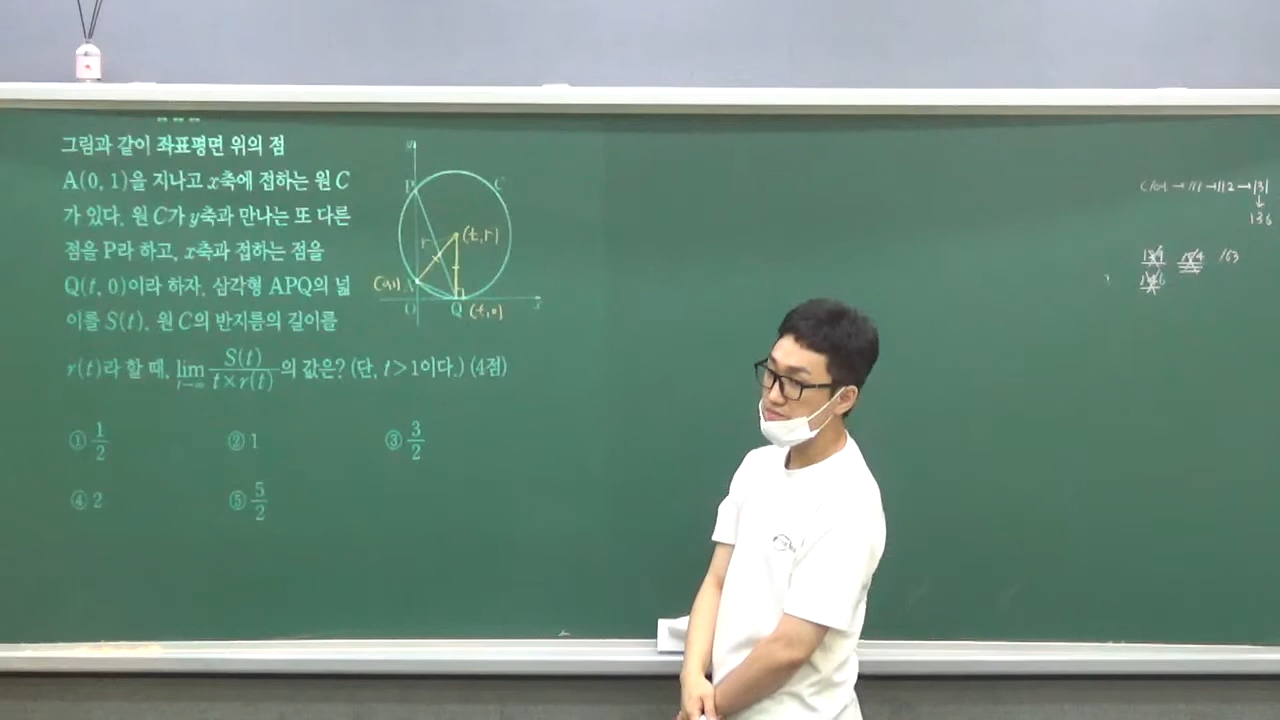 그림과 같이 좌표평면 위의 점
A(0, 1)을 지나고 x축에 접하는 원 C
가 있다. 원 C가 y축과 만나는 또 다른
점을 P라 하고, x축과 접하는 점을
Q(t, 0)이라 하자. 삼각형 APQ의 넓
이를 S(t), 원 C의 반지름의 길이를
r(t)라 할 때, lim t→∞ S(t) / t×r(t) 의 값은? (단, t>1이다.) (4점)
① 1/2 ② 1 ③ 3/2
④ 2 ⑤ 5/2
y
P C
r (t,r)
(0,1) A
O Q (t,0) x
→111→112→131
↓
136
163